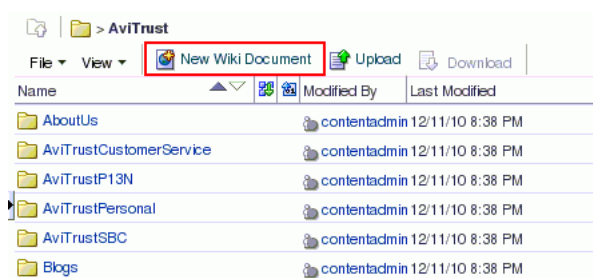 > AviTrust
File View New Wiki Document Upload Download
Name Modified By Last Modified
AboutUs contentadmin 12/11/10 8:38 PM
AviTrustCustomerService contentadmin 12/11/10 8:38 PM
AviTrustP13N contentadmin 12/11/10 8:38 PM
AviTrustPersonal contentadmin 12/11/10 8:38 PM
AviTrustSBC contentadmin 12/11/10 8:38 PM
Blogs contentadmin 12/11/10 8:38 PM